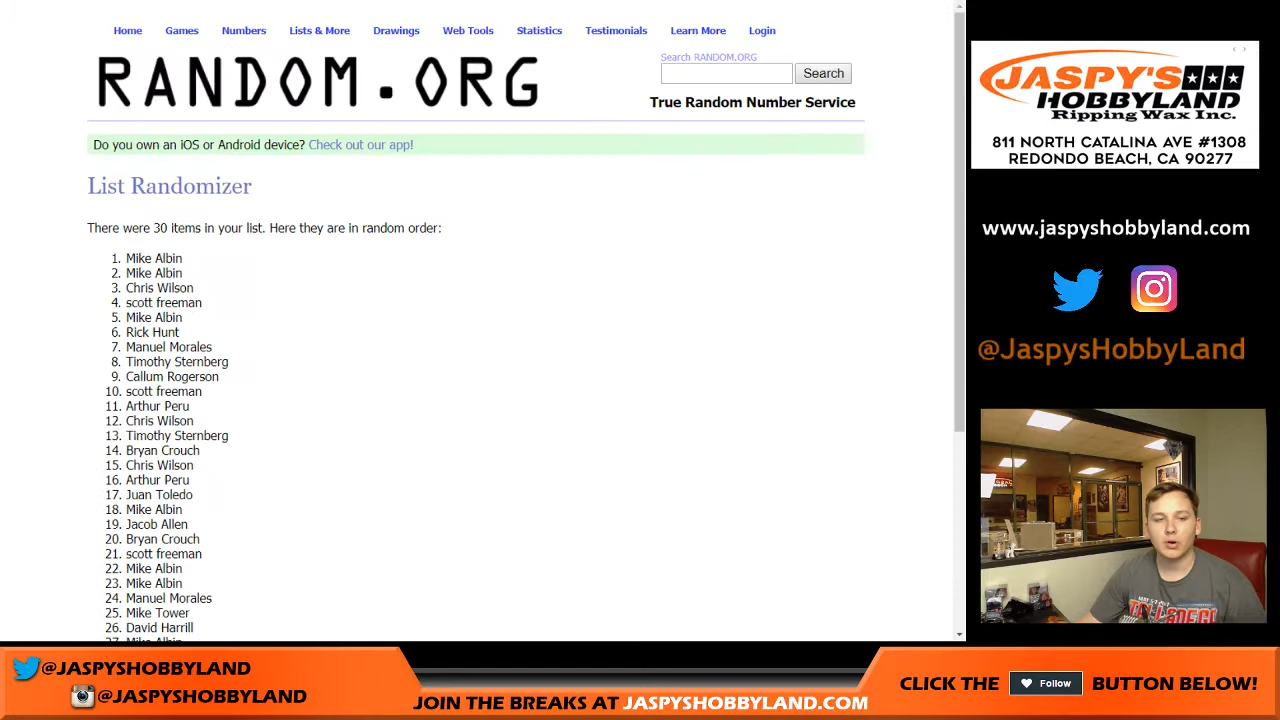 Home Games Numbers Lists & More Drawings Web Tools Statistics Testimonials Learn More Login
RANDOM.ORG
Search RANDOM.ORG
Search
True Random Number Service
Do you own an iOS or Android device? Check out our app!
List Randomizer
There were 30 items in your list. Here they are in random order:
1. Mike Albin
2. Mike Albin
3. Chris Wilson
4. scott freeman
5. Mike Albin
6. Rick Hunt
7. Manuel Morales
8. Timothy Sternberg
9. Callum Rogerson
10. scott freeman
11. Arthur Peru
12. Chris Wilson
13. Timothy Sternberg
14. Bryan Crouch
15. Chris Wilson
16. Arthur Peru
17. Juan Toledo
18. Mike Albin
19. Jacob Allen
20. Bryan Crouch
21. scott freeman
22. Mike Albin
23. Mike Albin
24. Manuel Morales
25. Mike Tower
26. David Harrill
27. Mike Albin
JASPY'S
HOBBYLAND
Ripping Wax Inc.
811 NORTH CATALINA AVE #1308
REDONDO BEACH, CA 90277
www.jaspyshobbyland.com
@JaspysHobbyLand
TALLADEGA
@JASPYSHOBBYLAND
@JASPYSHOBBYLAND
JOIN THE BREAKS AT JASPYSHOBBYLAND.COM
CLICK THE Follow BUTTON BELOW!